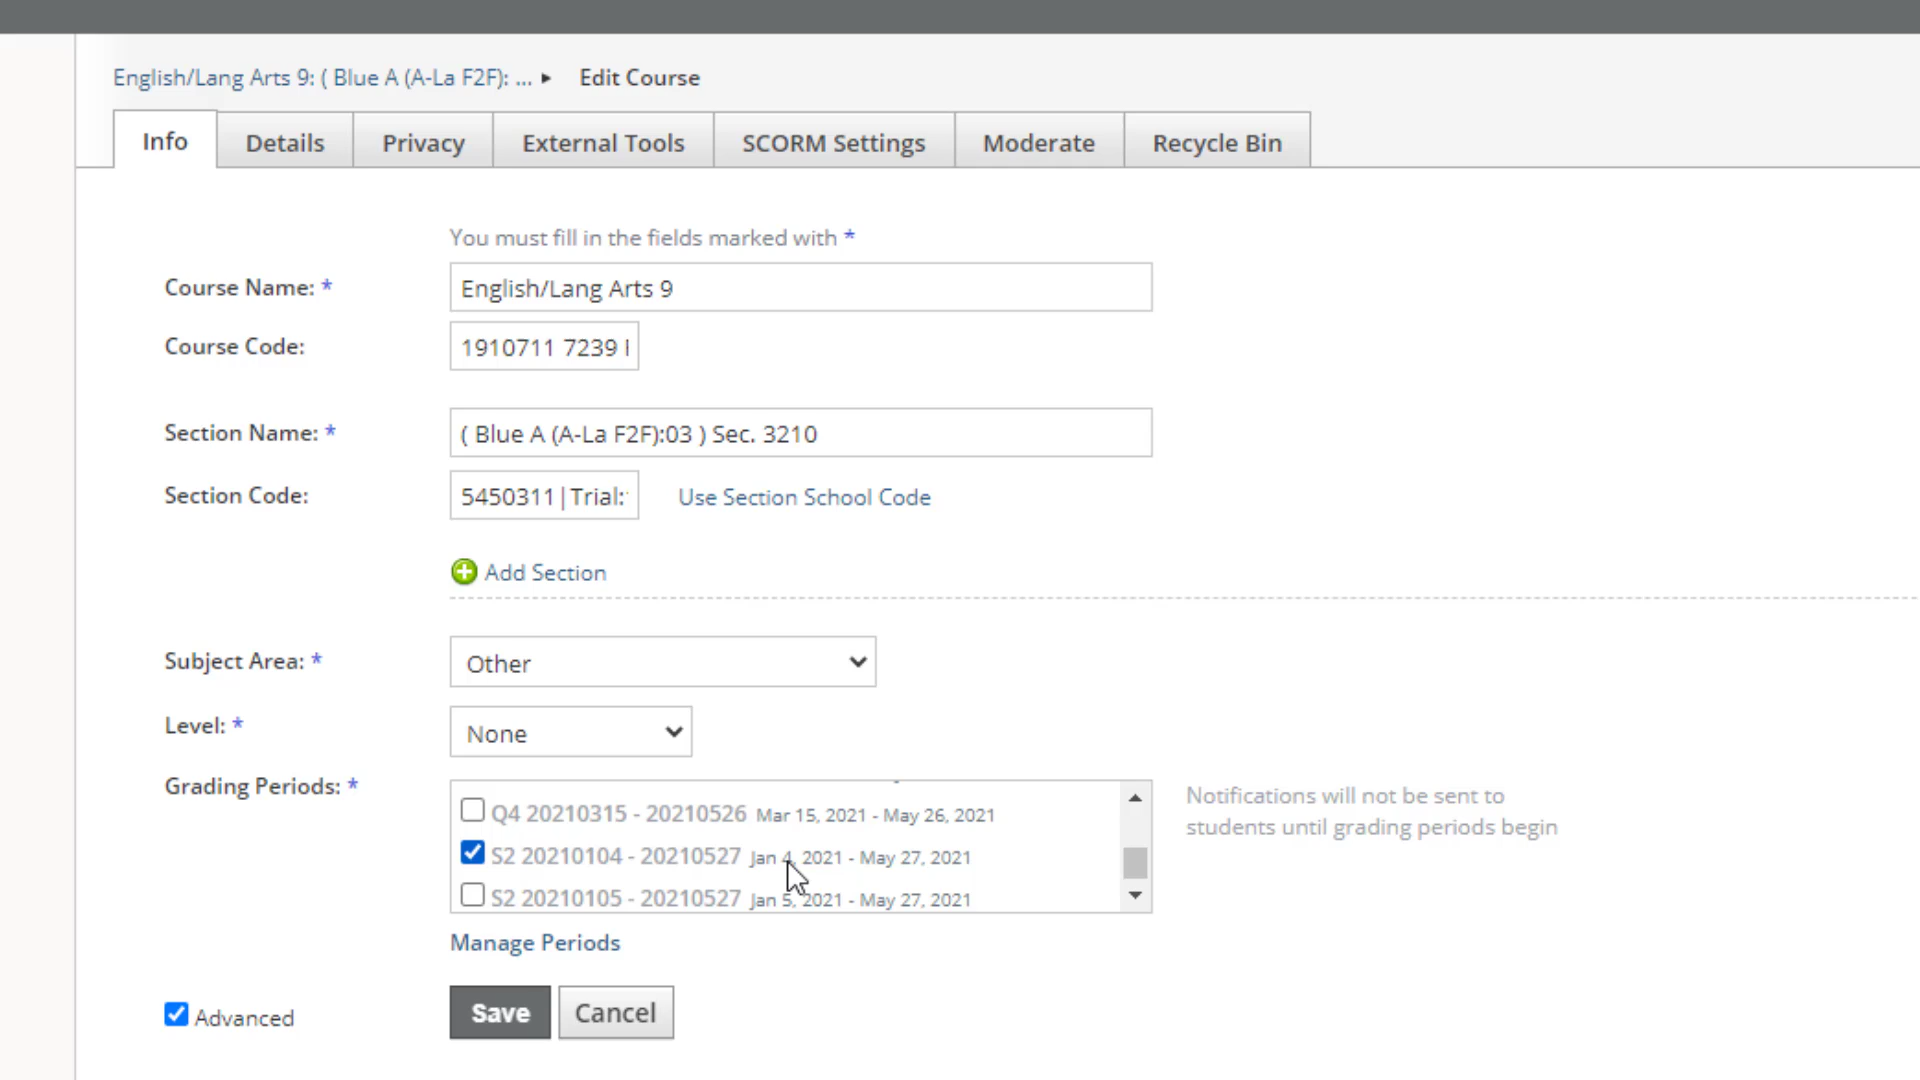 English/Lang Arts 9: ( Blue A (A-La F2F): ... ▸ Edit Course
Info Details Privacy External Tools SCORM Settings Moderate Recycle Bin
You must fill in the fields marked with *
Course Name: * English/Lang Arts 9
Course Code: 1910711 7239
Section Name: * ( Blue A (A-La F2F):03 ) Sec. 3210
Section Code: 5450311|Trial: Use Section School Code
Add Section
Subject Area: * Other
Level: * None
Grading Periods: *
Q4 20210315 - 20210526 Mar 15, 2021 - May 26, 2021
S2 20210104 - 20210527 Jan 4, 2021 - May 27, 2021
S2 20210105 - 20210527 Jan 5, 2021 - May 27, 2021
Notifications will not be sent to
students until grading periods begin
Manage Periods
Advanced Save Cancel